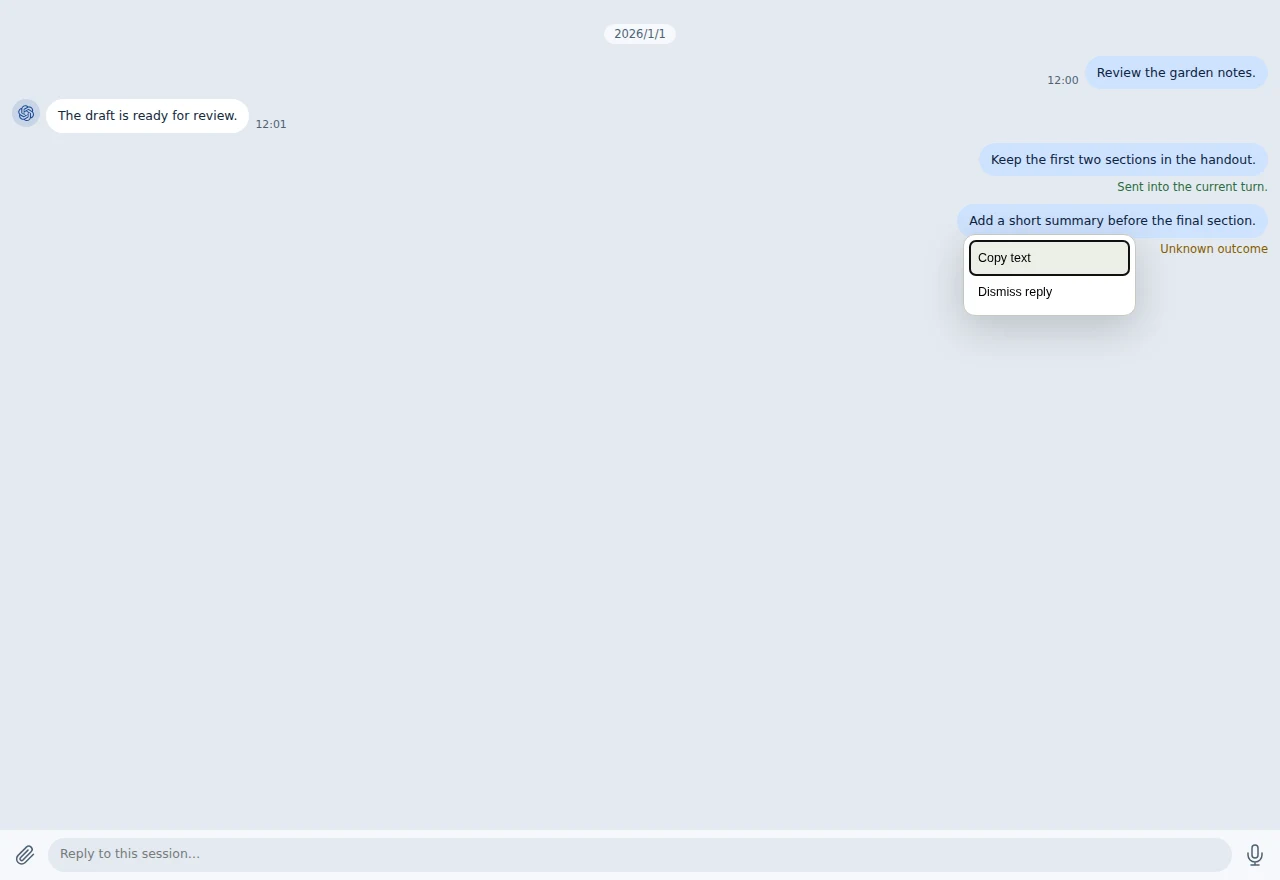 2026/1/1
Review the garden notes.
12:00
The draft is ready for review.
12:01
Keep the first two sections in the handout.
Sent into the current turn.
Add a short summary before the final section.
Unknown outcome
Copy text
Dismiss reply
Reply to this session...